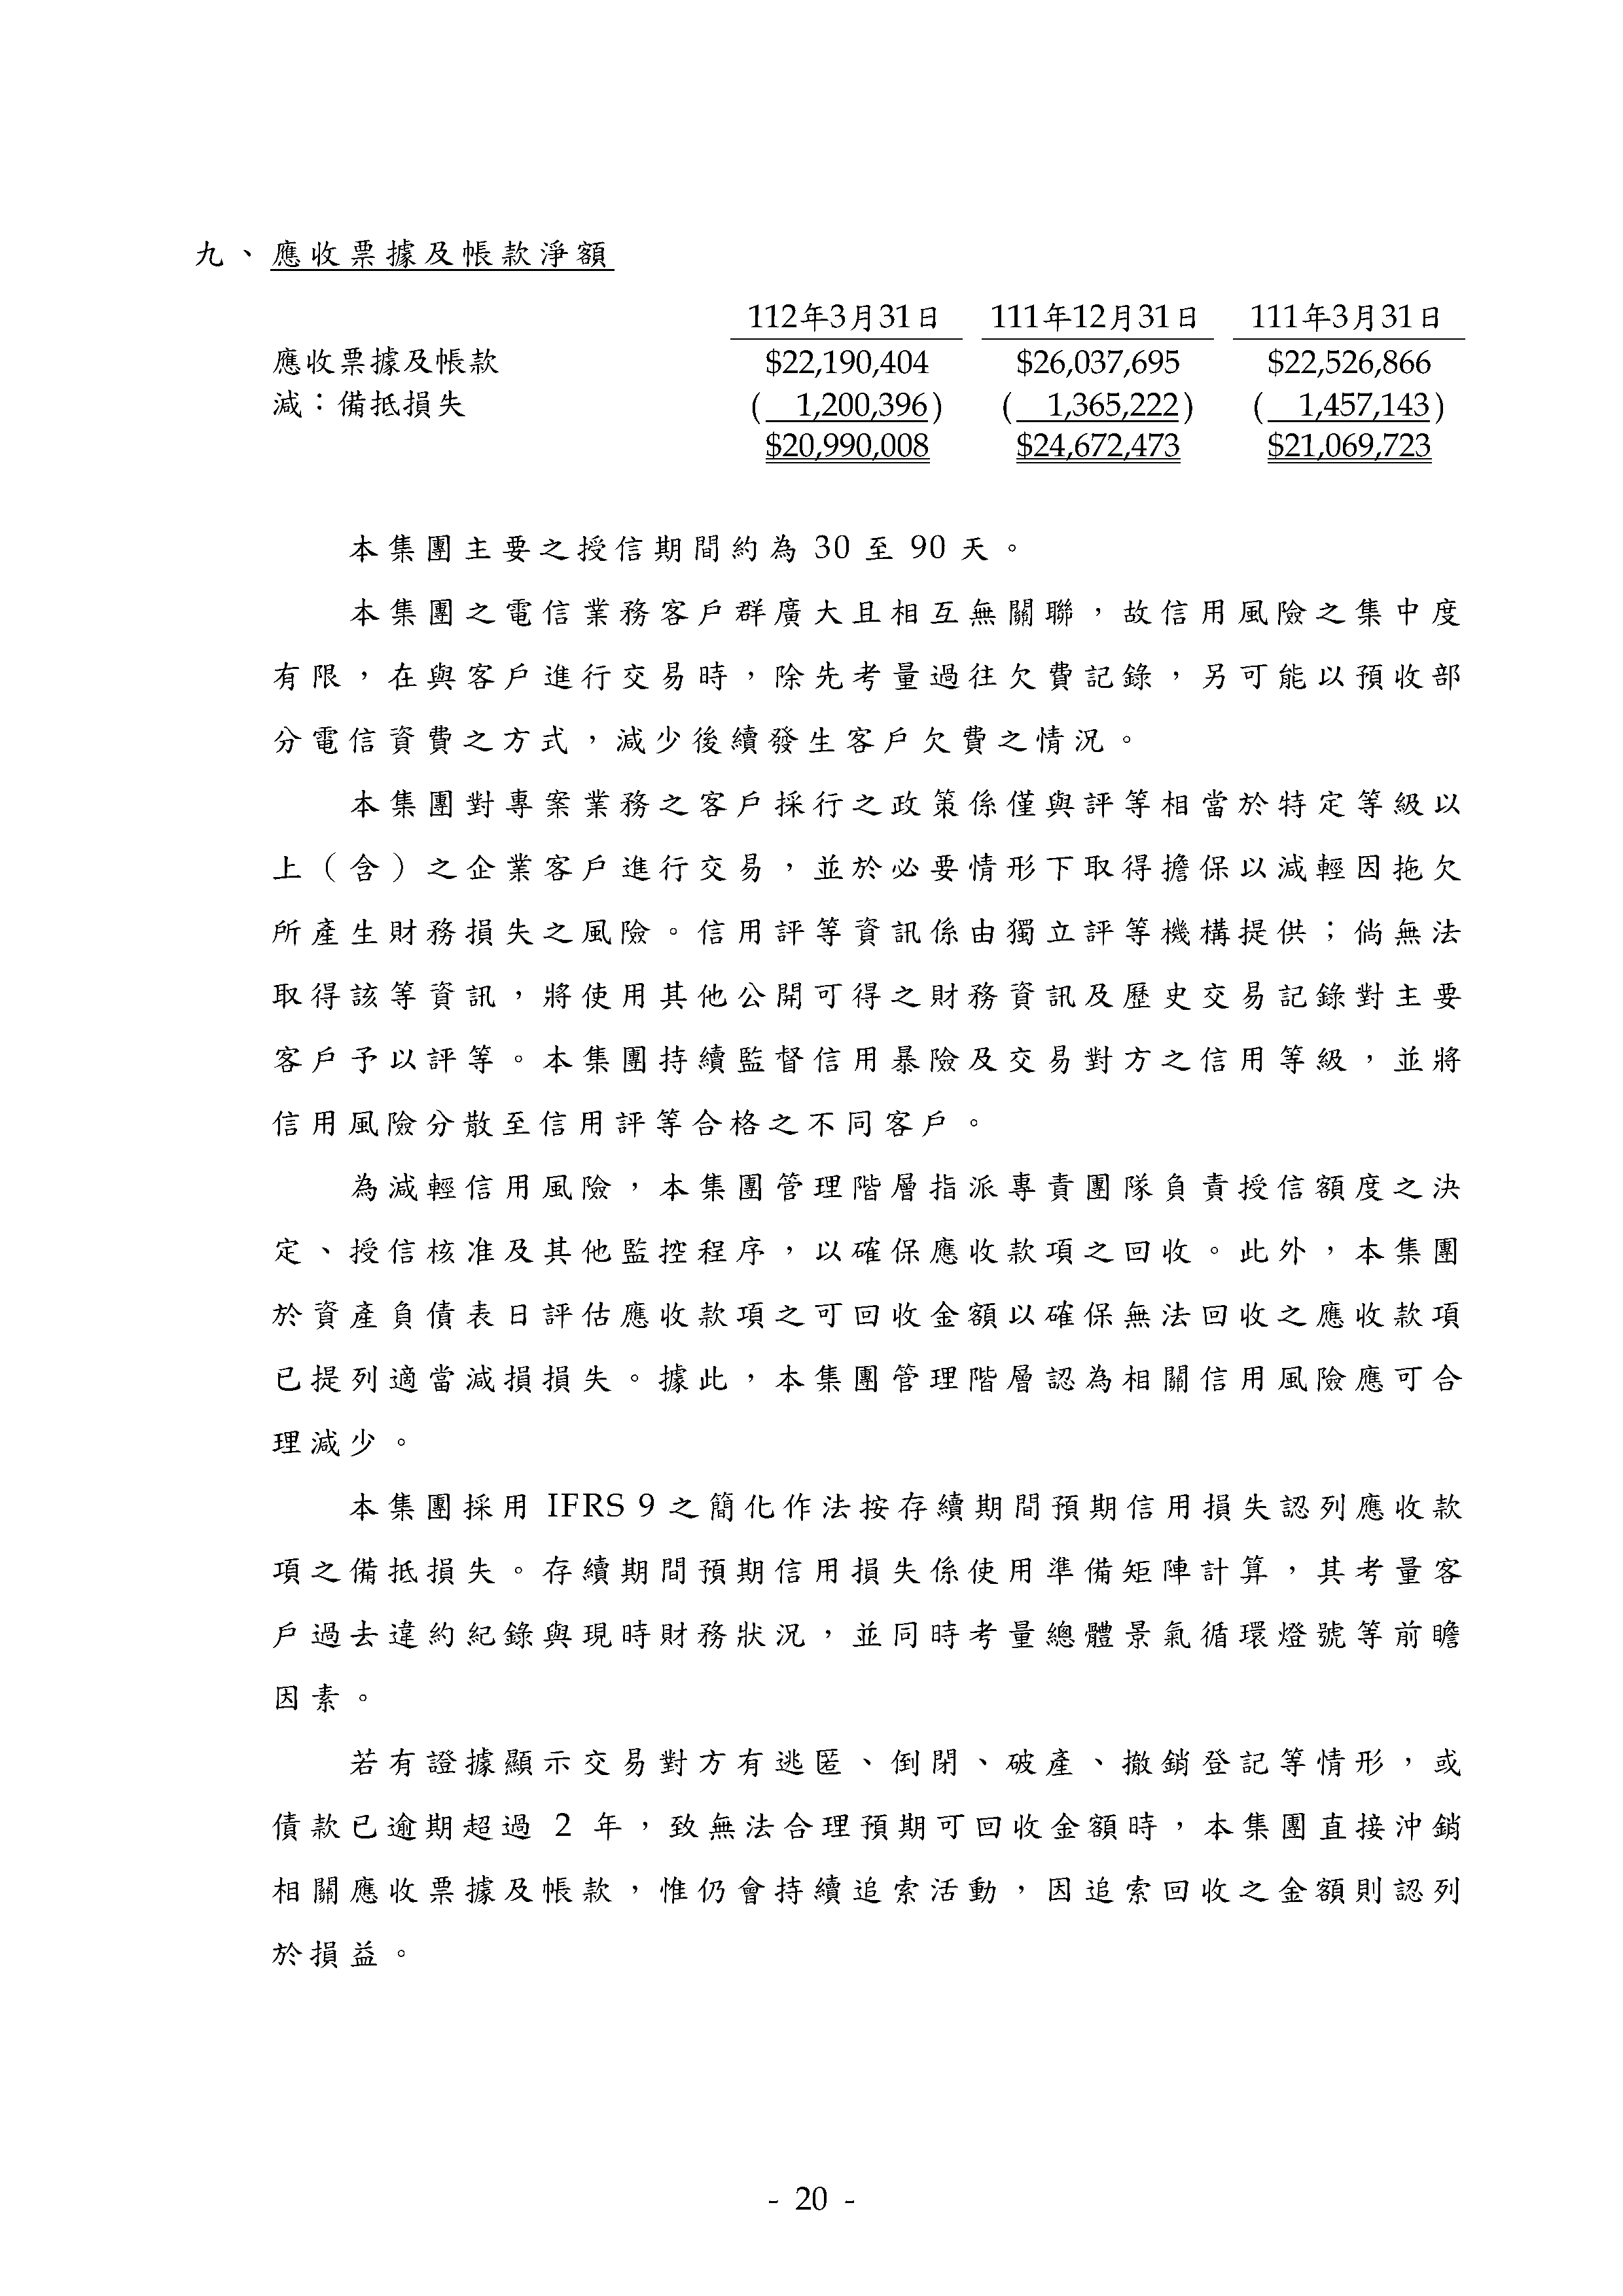 九、應收票據及帳款淨額
112年3月31日 111年12月31日 111年3月31日
應收票據及帳款 $22,190,404 $26,037,695 $22,526,866
減：備抵損失 ( 1,200,396) ( 1,365,222) ( 1,457,143)
$20,990,008 $24,672,473 $21,069,723
本集團主要之授信期間約為 30 至 90 天。
本集團之電信業務客戶群廣大且相互無關聯，故信用風險之集中度
有限，在與客戶進行交易時，除先考量過往欠費記錄，另可能以預收部
分電信資費之方式，減少後續發生客戶欠費之情況。
本集團對專案業務之客戶採行之政策係僅與評等相當於特定等級以
上（含）之企業客戶進行交易，並於必要情形下取得擔保以減輕因拖欠
所產生財務損失之風險。信用評等資訊係由獨立評等機構提供；倘無法
取得該等資訊，將使用其他公開可得之財務資訊及歷史交易記錄對主要
客戶予以評等。本集團持續監督信用暴險及交易對方之信用等級，並將
信用風險分散至信用評等合格之不同客戶。
為減輕信用風險，本集團管理階層指派專責團隊負責授信額度之決
定、授信核准及其他監控程序，以確保應收款項之回收。此外，本集團
於資產負債表日評估應收款項之可回收金額以確保無法回收之應收款項
已提列適當減損損失。據此，本集團管理階層認為相關信用風險應可合
理減少。
本集團採用 IFRS 9 之簡化作法按存續期間預期信用損失認列應收款
項之備抵損失。存續期間預期信用損失係使用準備矩陣計算，其考量客
戶過去違約紀錄與現時財務狀況，並同時考量總體景氣循環燈號等前瞻
因素。
若有證據顯示交易對方有逃匿、倒閉、破產、撤銷登記等情形，或
債款已逾期超過 2 年，致無法合理預期可回收金額時，本集團直接沖銷
相關應收票據及帳款，惟仍會持續追索活動，因追索回收之金額則認列
於損益。
- 20 -